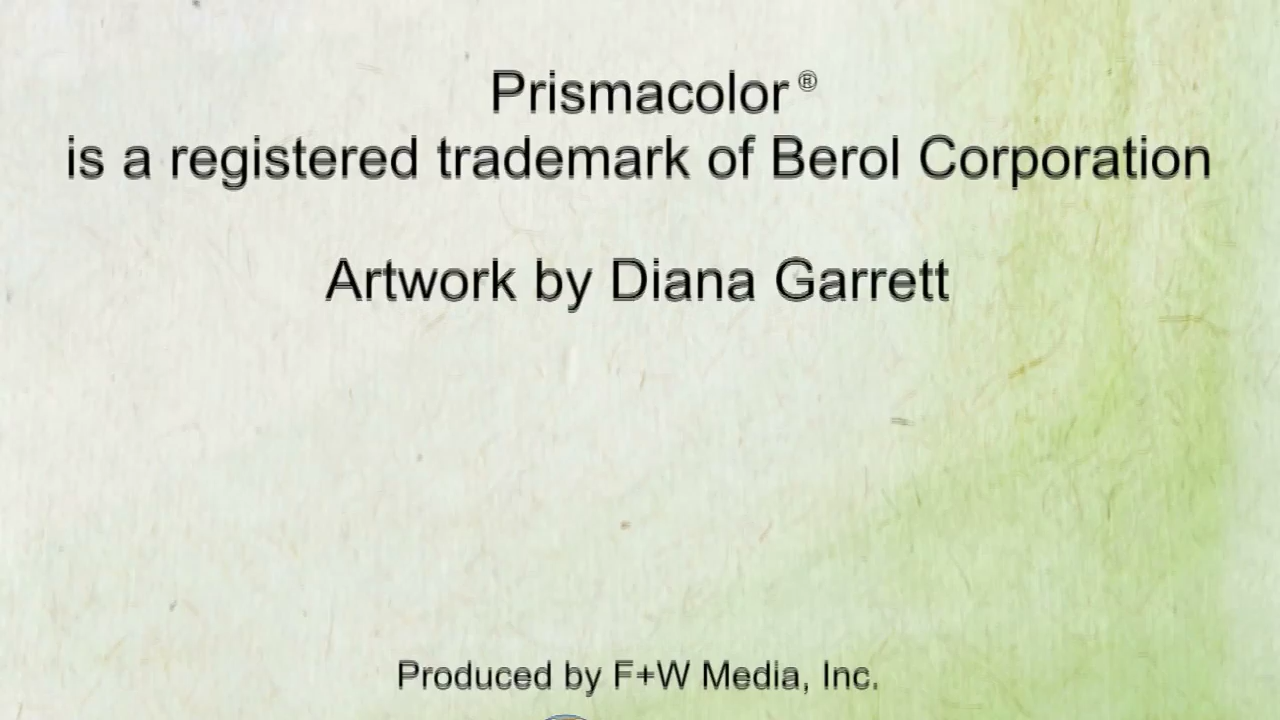 Prismacolor®
is a registered trademark of Berol Corporation
Artwork by Diana Garrett
Produced by F+W Media, Inc.